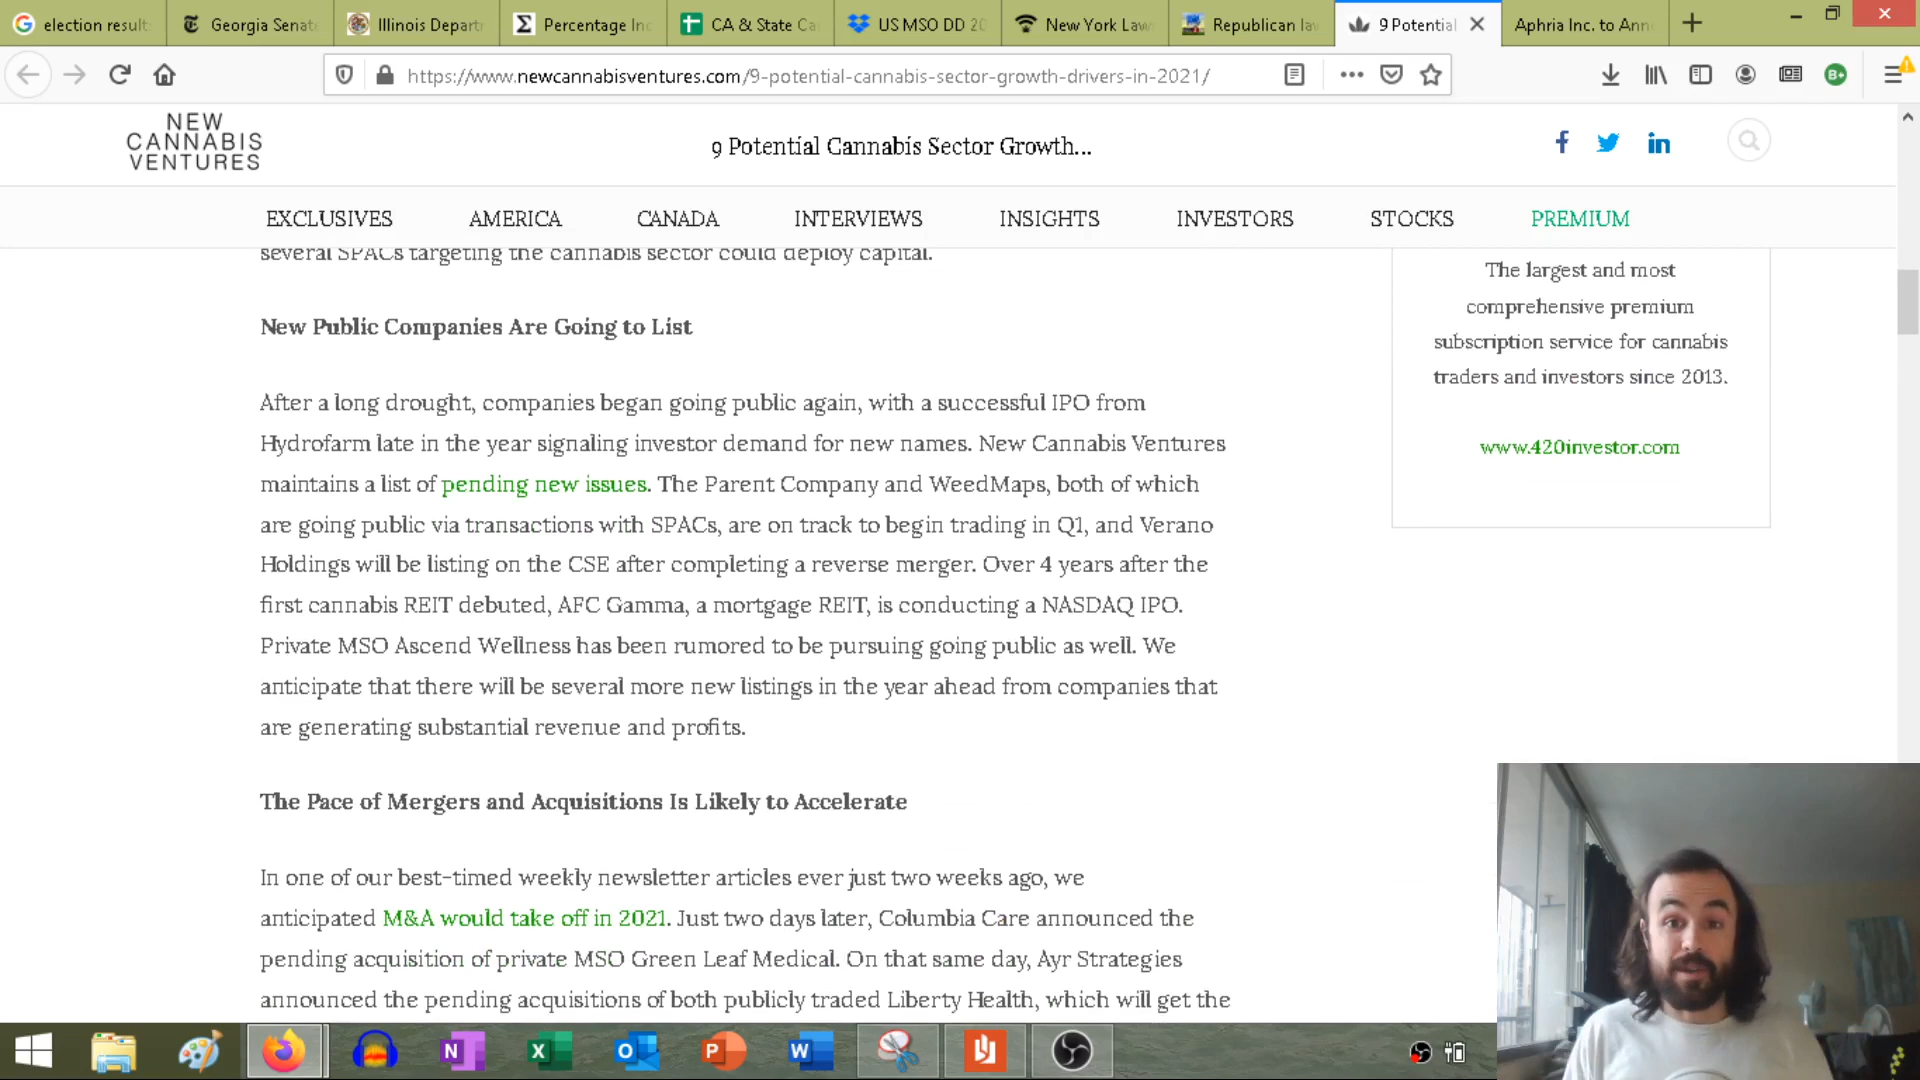 election result
Georgia Senate
Illinois Depart
Percentage Inc
CA & State Ca
US MSO DD 20
New York Law
Republican la
9 Potential
Aphria Inc. to Ann
https://www.newcannabisventures.com/9-potential-cannabis-sector-growth-drivers-in-2021/
NEW
CANNABIS
VENTURES
9 Potential Cannabis Sector Growth...
EXCLUSIVES
AMERICA
CANADA
INTERVIEWS
INSIGHTS
INVESTORS
STOCKS
PREMIUM
several SPACs targeting the cannabis sector could deploy capital.
New Public Companies Are Going to List
After a long drought, companies began going public again, with a successful IPO from
Hydrofarm late in the year signaling investor demand for new names. New Cannabis Ventures
maintains a list of pending new issues. The Parent Company and WeedMaps, both of which
are going public via transactions with SPACs, are on track to begin trading in Q1, and Verano
Holdings will be listing on the CSE after completing a reverse merger. Over 4 years after the
first cannabis REIT debuted, AFC Gamma, a mortgage REIT, is conducting a NASDAQ IPO.
Private MSO Ascend Wellness has been rumored to be pursuing going public as well. We
anticipate that there will be several more new listings in the year ahead from companies that
are generating substantial revenue and profits.
The Pace of Mergers and Acquisitions Is Likely to Accelerate
In one of our best-timed weekly newsletter articles ever just two weeks ago, we
anticipated M&A would take off in 2021. Just two days later, Columbia Care announced the
pending acquisition of private MSO Green Leaf Medical. On that same day, Ayr Strategies
announced the pending acquisitions of both publicly traded Liberty Health, which will get the
The largest and most
comprehensive premium
subscription service for cannabis
traders and investors since 2013.
www.420investor.com